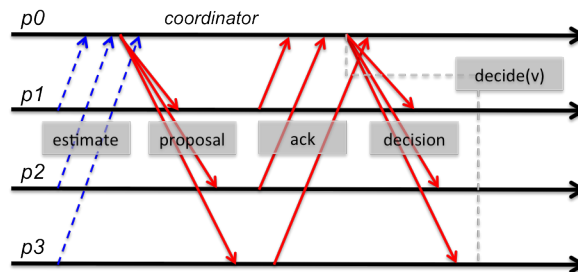 p0 coordinator
p1 decide(v)
estimate proposal ack decision
p2
p3